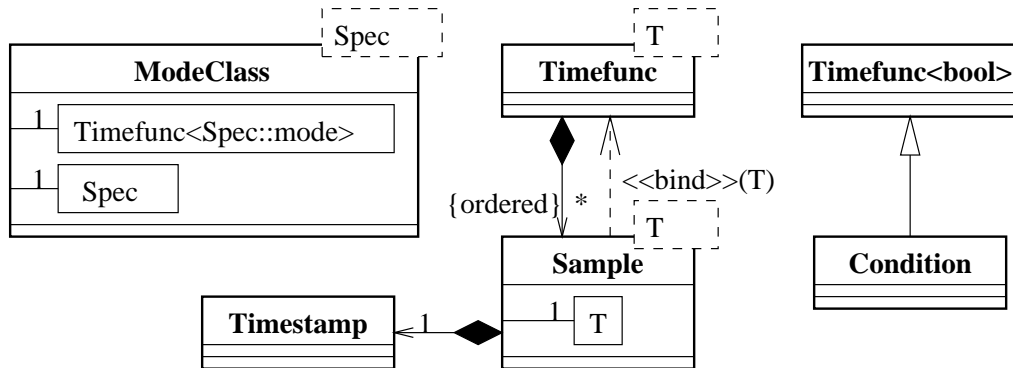 Spec
ModeClass
1
Timefunc<Spec::mode>
1
Spec
T
Timefunc
Timefunc<bool>
<<bind>>(T)
{ordered} *
T
Sample
1
T
Condition
Timestamp
1